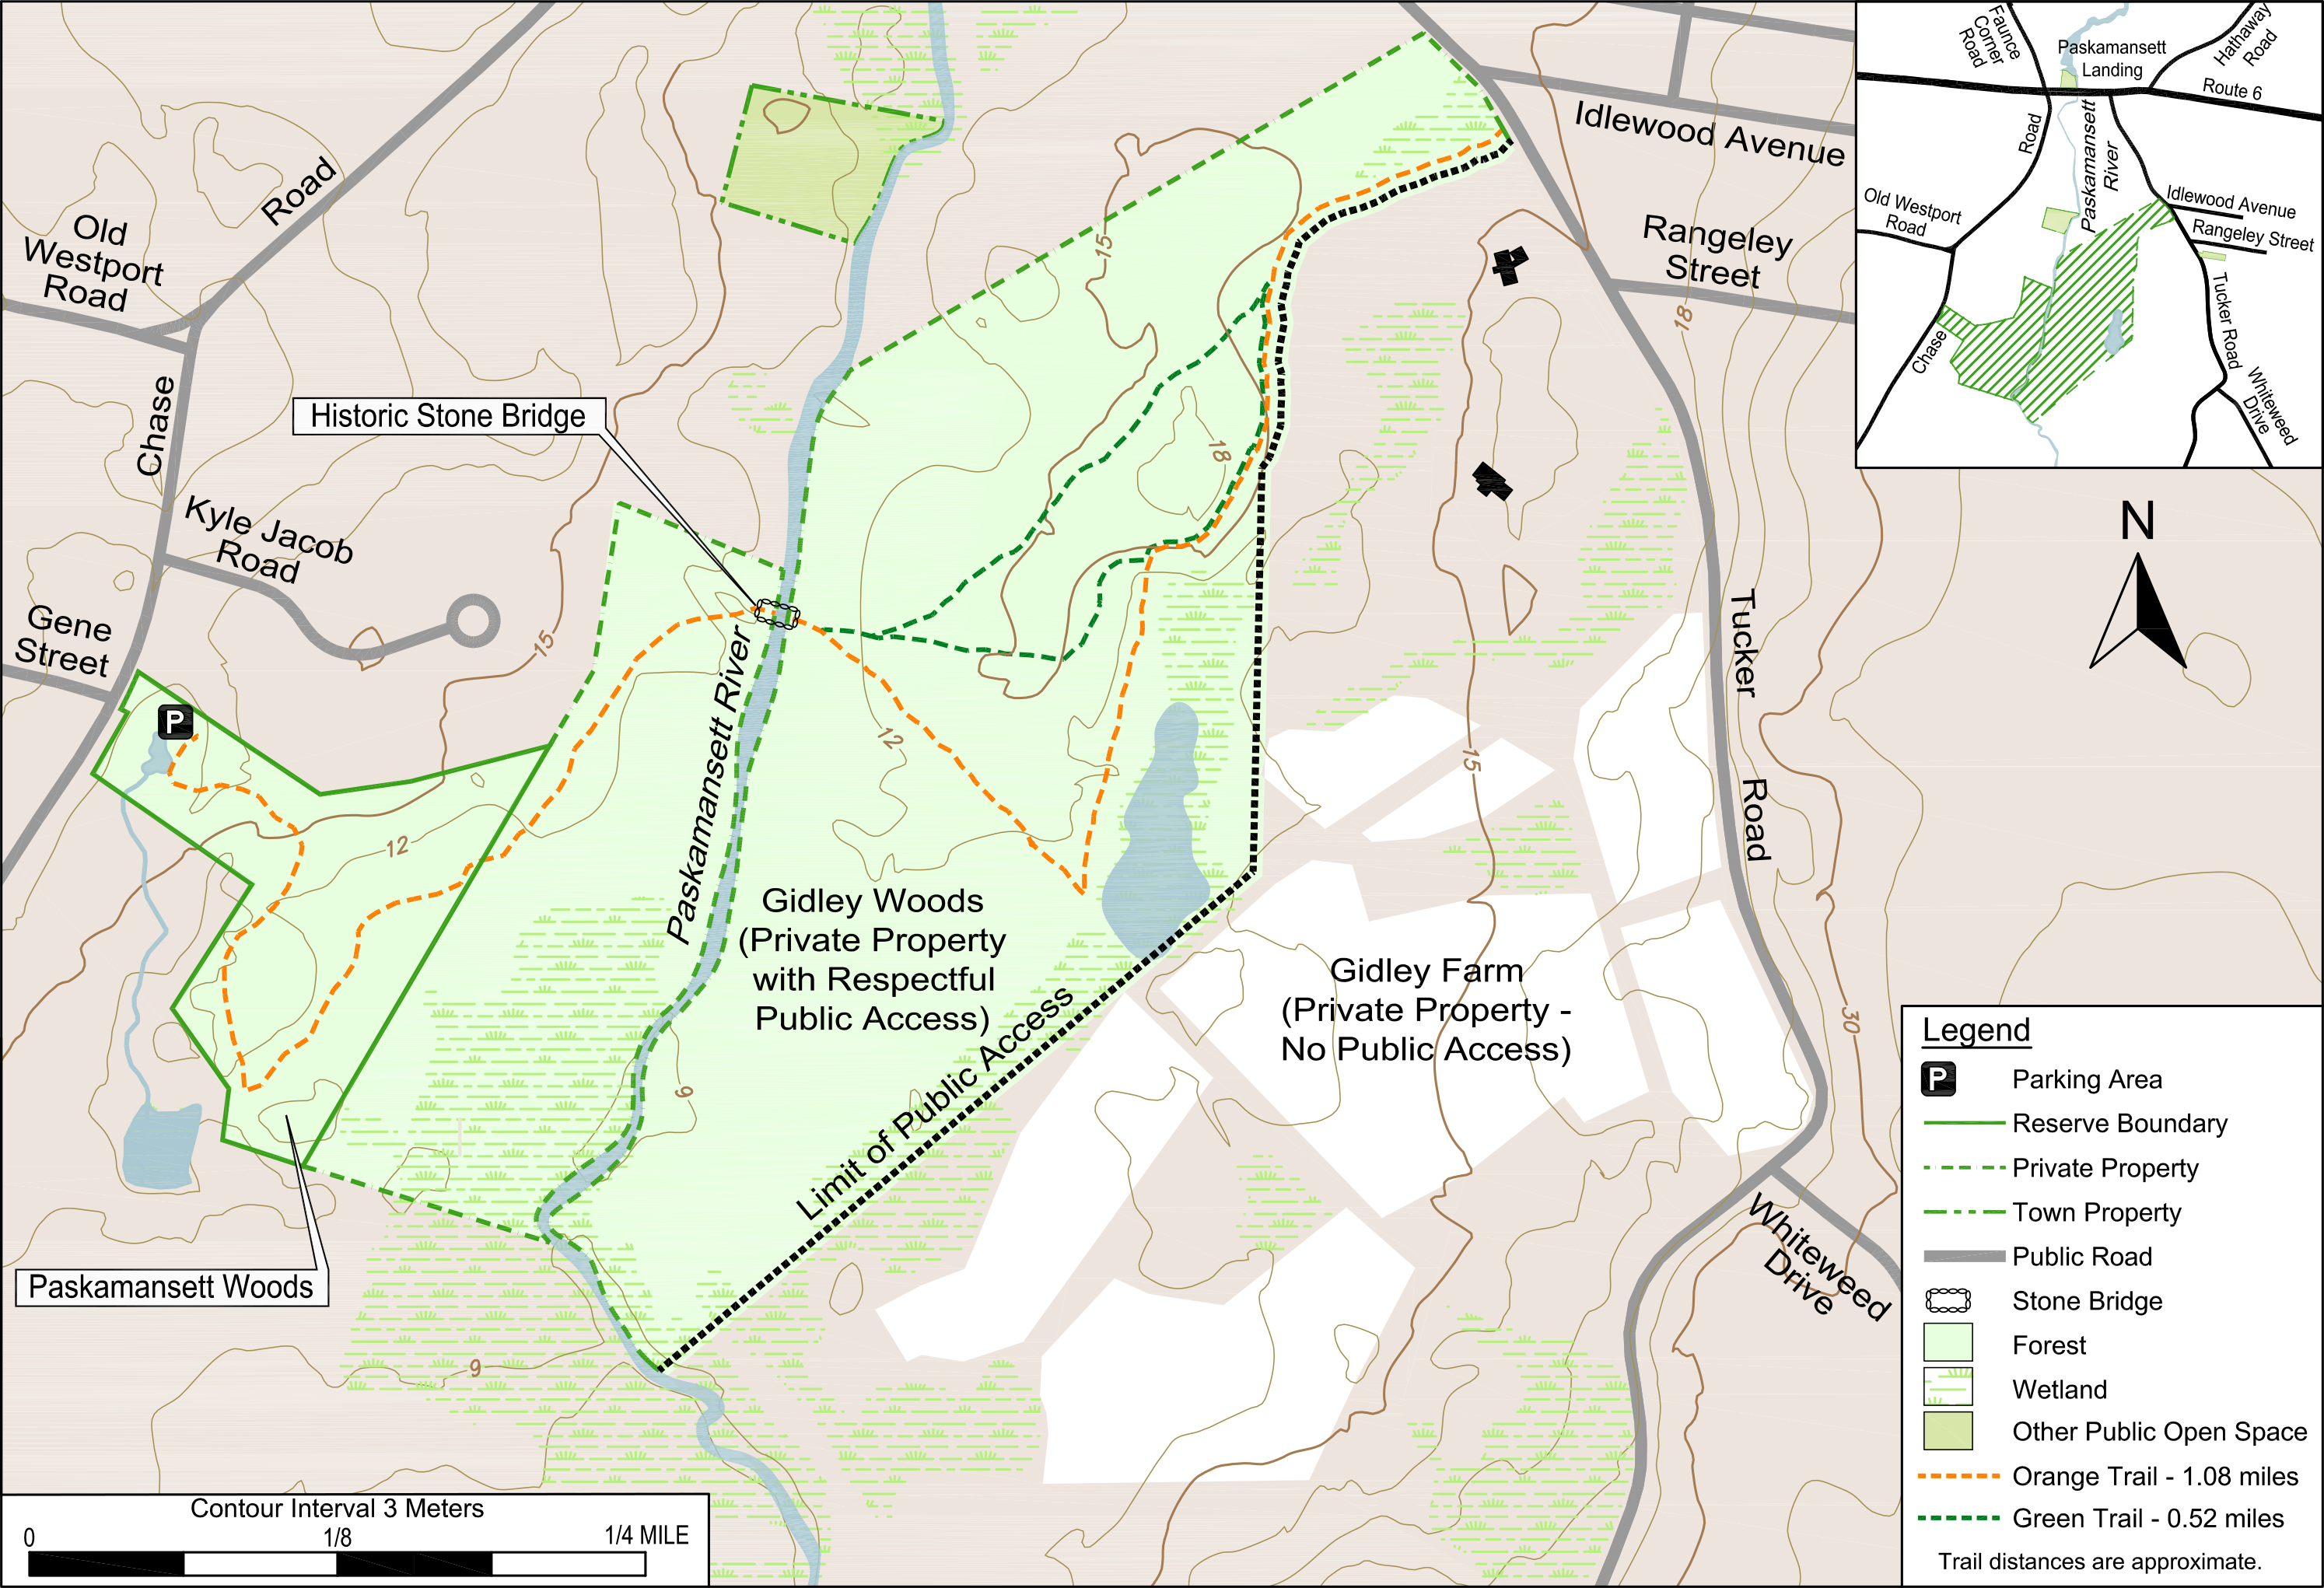 Old
Westport
Road
Road
Chase
Historic Stone Bridge
Kyle Jacob
Road
Gene
Street
P
15
12
Paskamansett River
12
15
18
Idlewood Avenue
Rangeley
Street
18
Tucker
Road
15
30
Gidley Woods
(Private Property
with Respectful
Public Access)
Limit of Public Access
Gidley Farm
(Private Property -
No Public Access)
9
9
Whiteweed
Drive
Paskamansett Woods
Contour Interval 3 Meters
0
1/8
1/4 MILE
Faunce
Corner
Road
Paskamansett
Landing
Hathaway
Road
Route 6
Road
Paskamansett
River
Old Westport
Road
Idlewood Avenue
Rangeley Street
Chase
Tucker Road
Whiteweed
Drive
N
Legend
P Parking Area
Reserve Boundary
Private Property
Town Property
Public Road
Stone Bridge
Forest
Wetland
Other Public Open Space
Orange Trail - 1.08 miles
Green Trail - 0.52 miles
Trail distances are approximate.